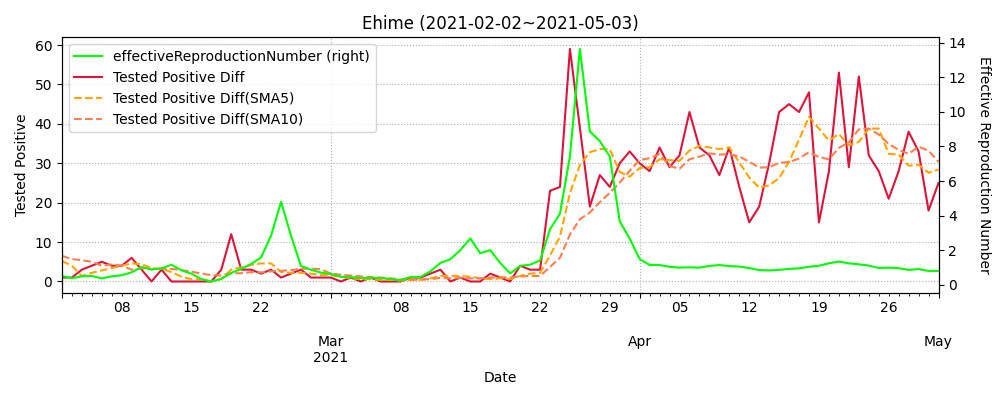 Ehime (2021-02-02~2021-05-03)
60
50
40
30
20
10
0
Tested Positive
effectiveReproductionNumber (right)
Tested Positive Diff
Tested Positive Diff(SMA5)
Tested Positive Diff(SMA10)
14
12
10
8
6
4
2
0
Effective Reproduction Number
08 15 22 08 15 22 29 05 12 19 26
Mar Apr May
2021
Date